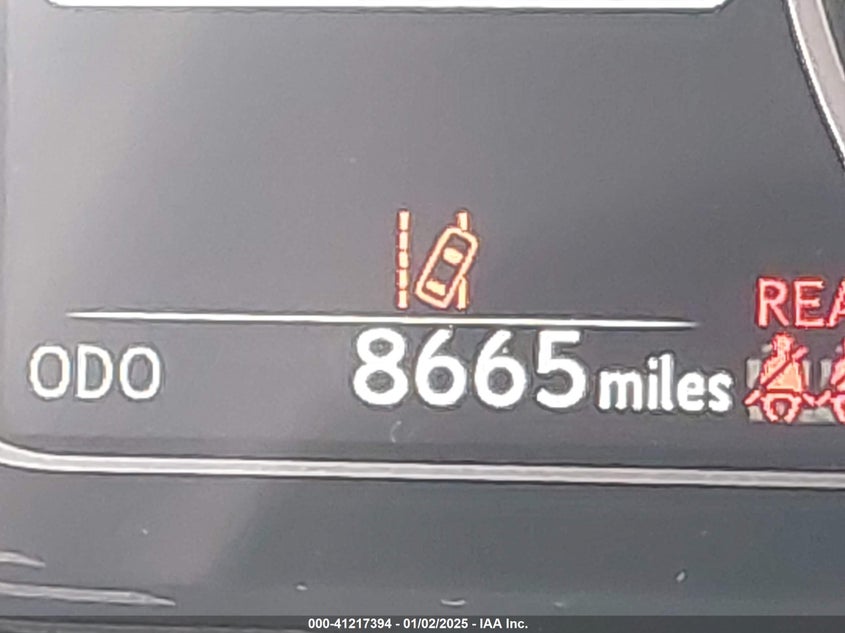 REA
ODO 8665 miles
000-41217394 - 01/02/2025 - IAA Inc.